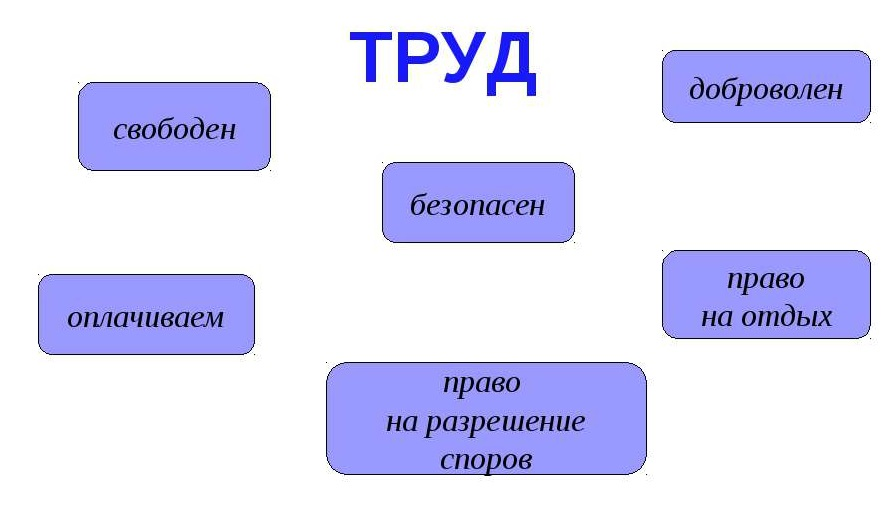 ТРУД
доброволен
свободен
безопасен
право
на отдых
оплачиваем
право
на разрешение
споров